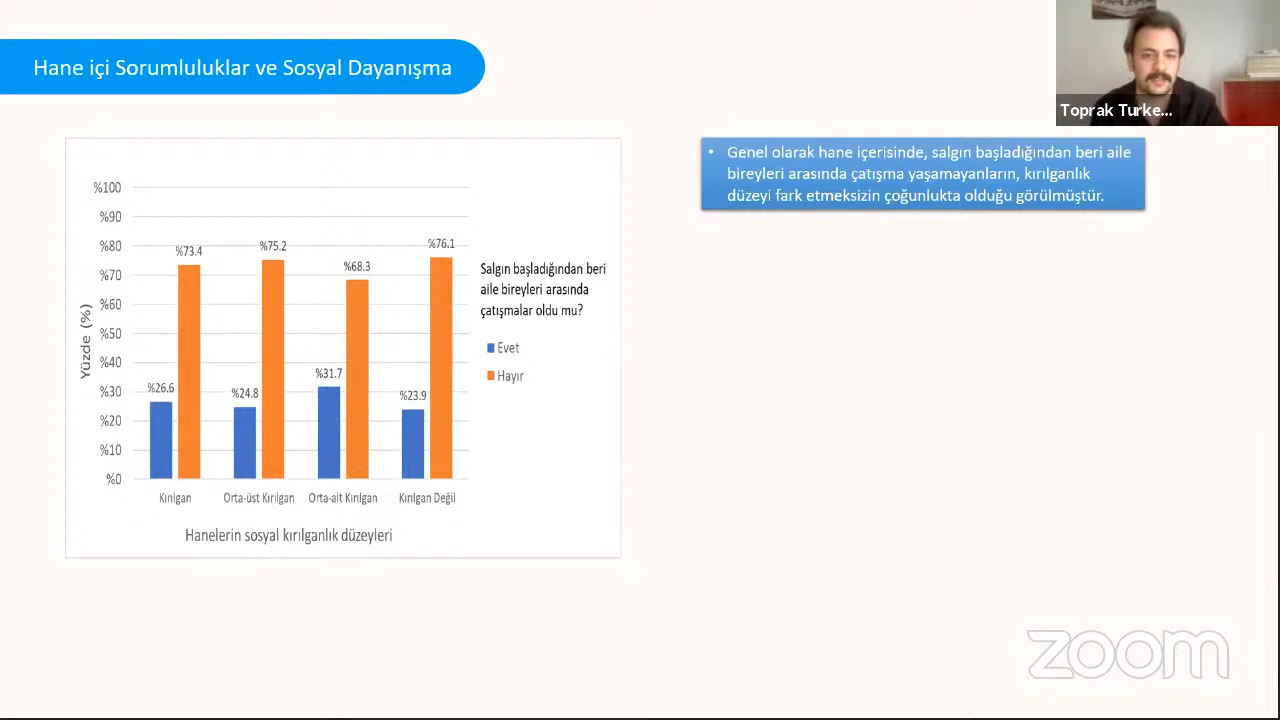 Hane içi Sorumluluklar ve Sosyal Dayanışma
Toprak Turke...
• Genel olarak hane içerisinde, salgın başladığından beri aile
bireyleri arasında çatışma yaşamayanların, kırılganlık
düzeyi fark etmeksizin çoğunlukta olduğu görülmüştür.
Yüzde (%)
%100
%90
%80
%70
%60
%50
%40
%30
%20
%10
%0
%26.6
%73.4
%24.8
%75.2
%31.7
%68.3
%23.9
%76.1
Kırılgan
Orta-üst Kırılgan
Orta-alt Kırılgan
Kırılgan Değil
Hanelerin sosyal kırılganlık düzeyleri
Salgın başladığından beri
aile bireyleri arasında
çatışmalar oldu mu?
Evet
Hayır
zoom